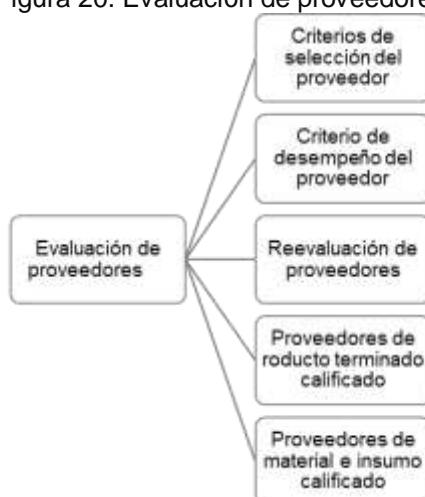 igura 20. Evaluación de proveedore
Criterios de
selección del
proveedor
Criterio de
desempeño del
proveedor
Evaluación de
proveedores
Reevaluación de
proveedores
Proveedores de
roducto terminado
calificado
Proveedores de
material e insumo
calificado